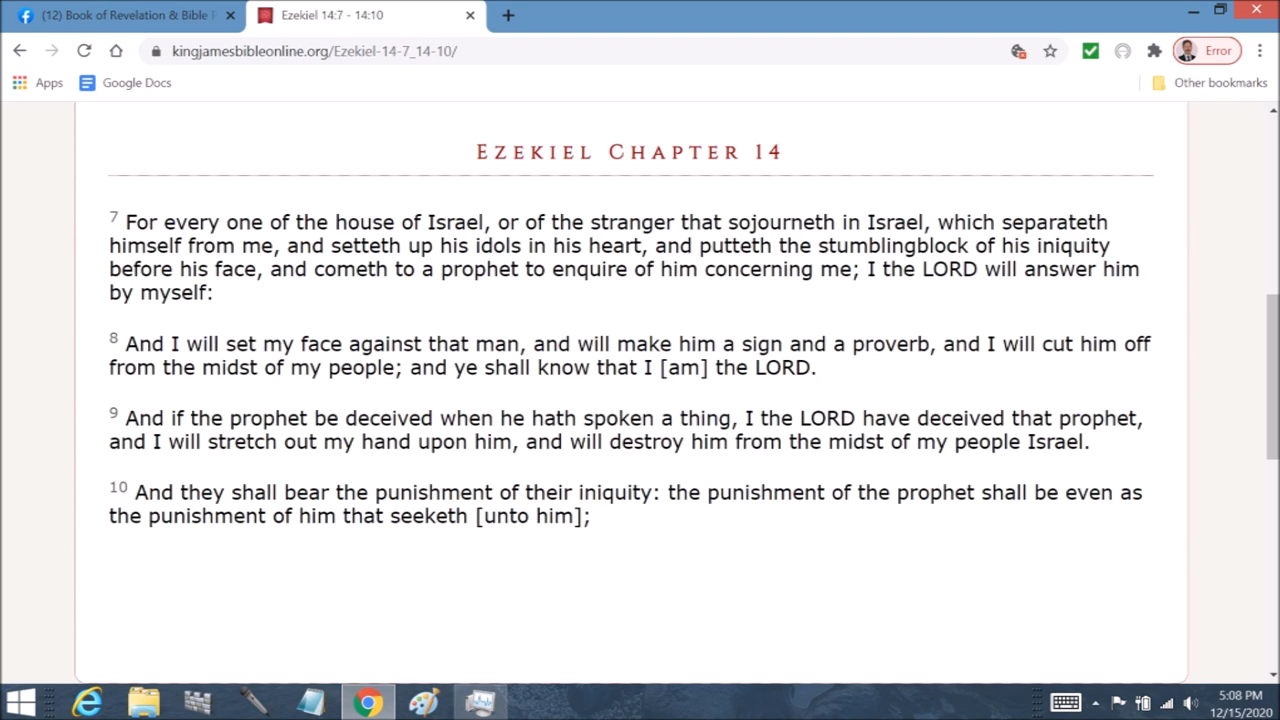 (12) Book of Revelation & Bible P
Ezekiel 14:7 - 14:10
kingjamesbibleonline.org/Ezekiel-14-7_14-10/
Error
Apps
Google Docs
Other bookmarks
Ezekiel Chapter 14
7 For every one of the house of Israel, or of the stranger that sojourneth in Israel, which separateth
himself from me, and setteth up his idols in his heart, and putteth the stumblingblock of his iniquity
before his face, and cometh to a prophet to enquire of him concerning me; I the LORD will answer him
by myself:
8 And I will set my face against that man, and will make him a sign and a proverb, and I will cut him off
from the midst of my people; and ye shall know that I [am] the LORD.
9 And if the prophet be deceived when he hath spoken a thing, I the LORD have deceived that prophet,
and I will stretch out my hand upon him, and will destroy him from the midst of my people Israel.
10 And they shall bear the punishment of their iniquity: the punishment of the prophet shall be even as
the punishment of him that seeketh [unto him];
5:08 PM
12/15/2020